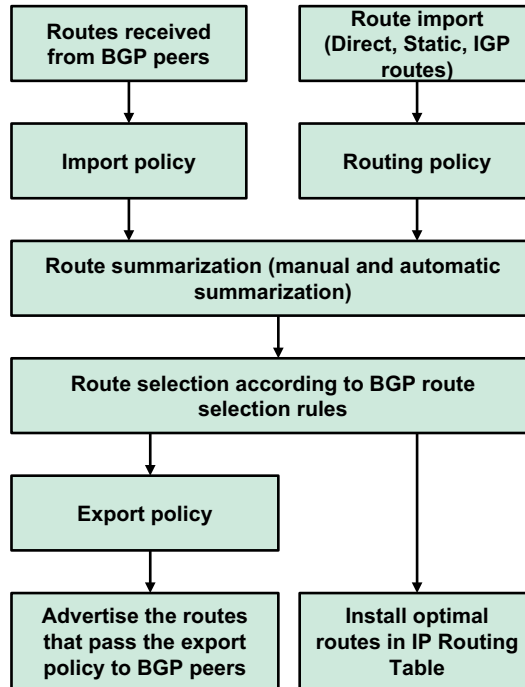 Routes received
from BGP peers
Route import
(Direct, Static, IGP
routes)
Import policy
Routing policy
Route summarization (manual and automatic
summarization)
Route selection according to BGP route
selection rules
Export policy
Advertise the routes
that pass the export
policy to BGP peers
Install optimal
routes in IP Routing
Table